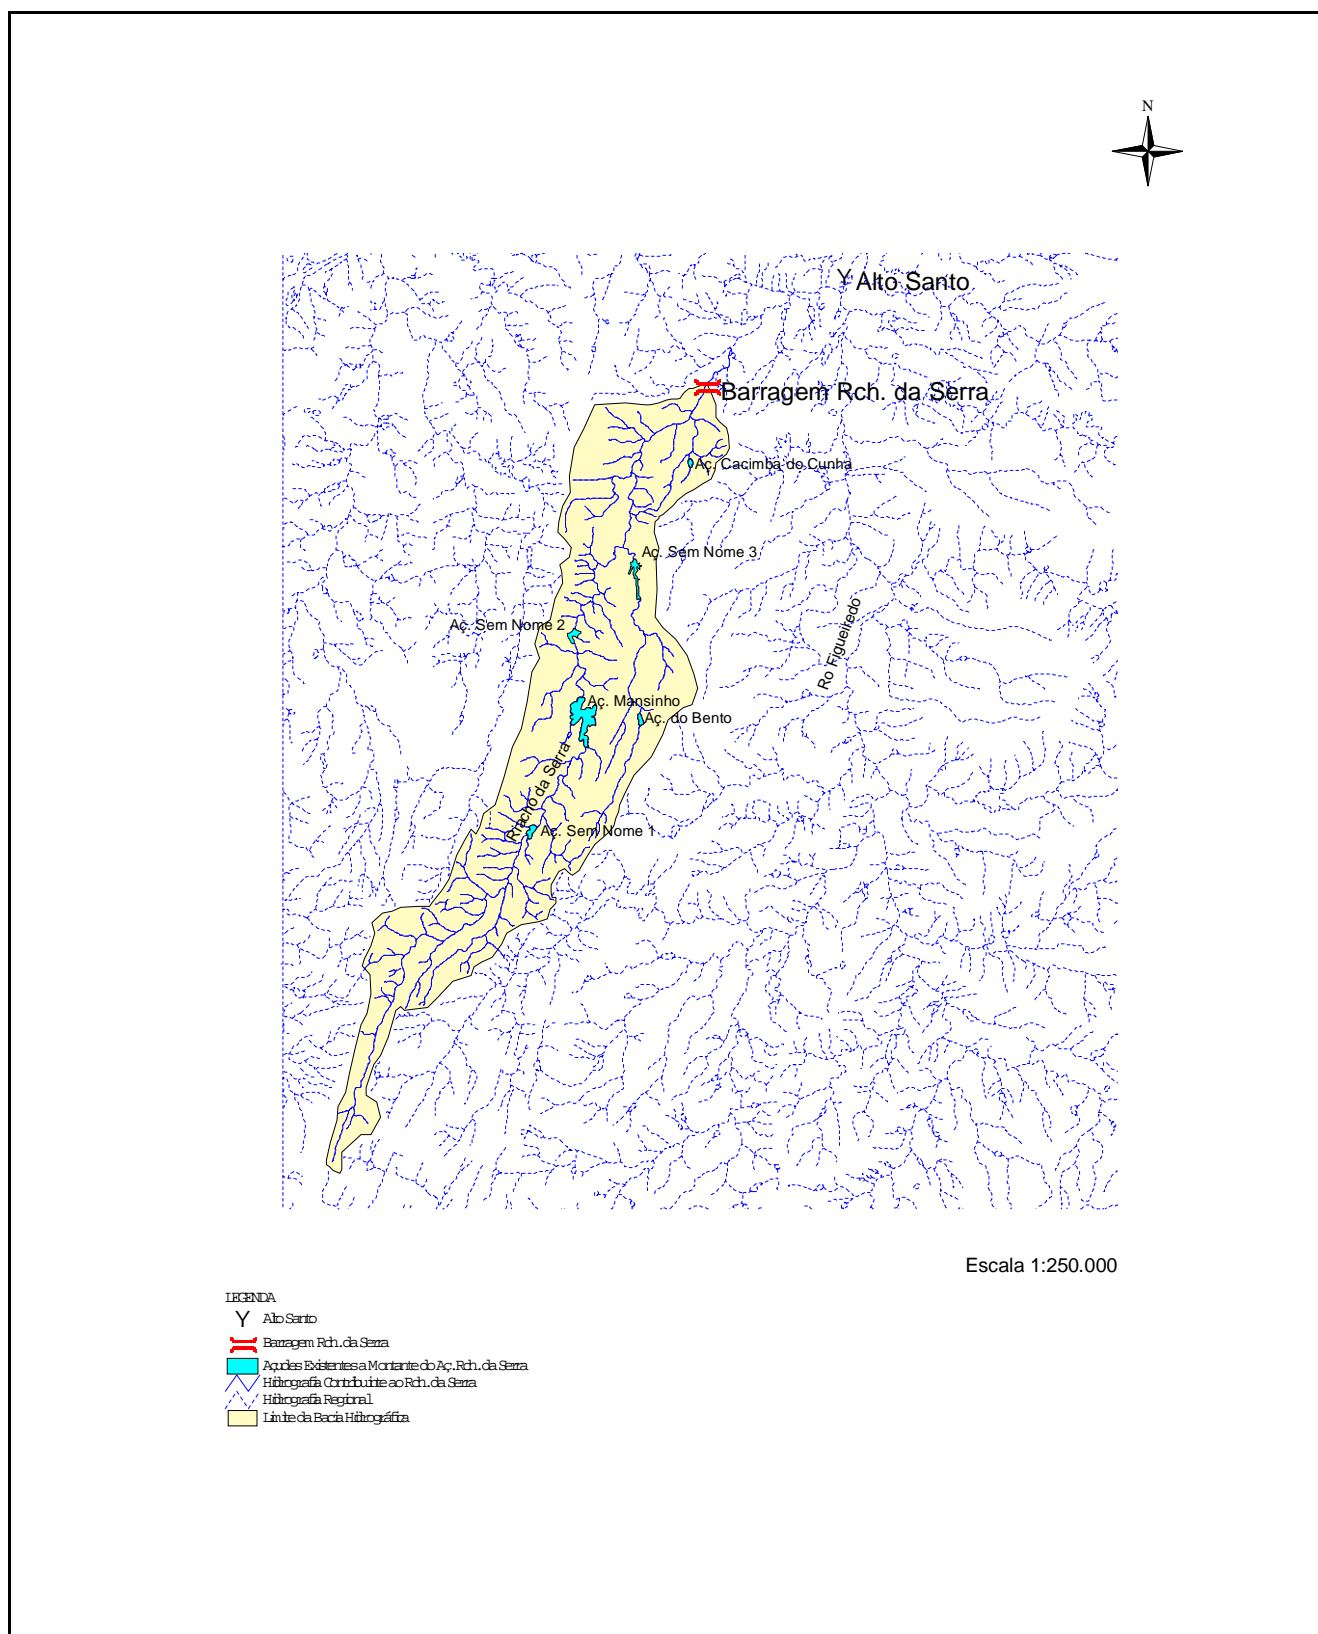 N
Alto Santo
Barragem Rch. da Serra
Aç. Cacimba do Cunha
Aç. Sem Nome 3
Aç. Sem Nome 2
Ro Figueiredo
Aç. Mansinho
Aç. do Bento
Riacho da Serra
Aç. Sem Nome 1
Escala 1:250.000
LEGENDA
Y Alto Santo
Barragem Rch. da Serra
Açudes Existentes a Montante do Aç. Rch. da Serra
Hidrografia Contribuinte ao Rch. da Serra
Hidrografia Regional
Limite da Bacia Hidrográfica